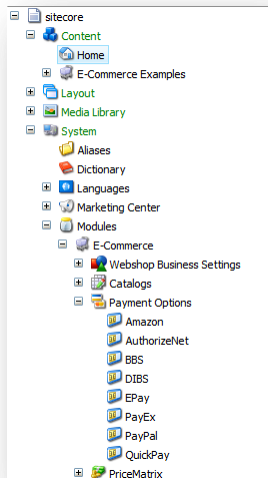 sitecore
Content
Home
E-Commerce Examples
Layout
Media Library
System
Aliases
Dictionary
Languages
Marketing Center
Modules
E-Commerce
Webshop Business Settings
Catalogs
Payment Options
Amazon
AuthorizeNet
BBS
DIBS
EPay
PayEx
PayPal
QuickPay
PriceMatrix